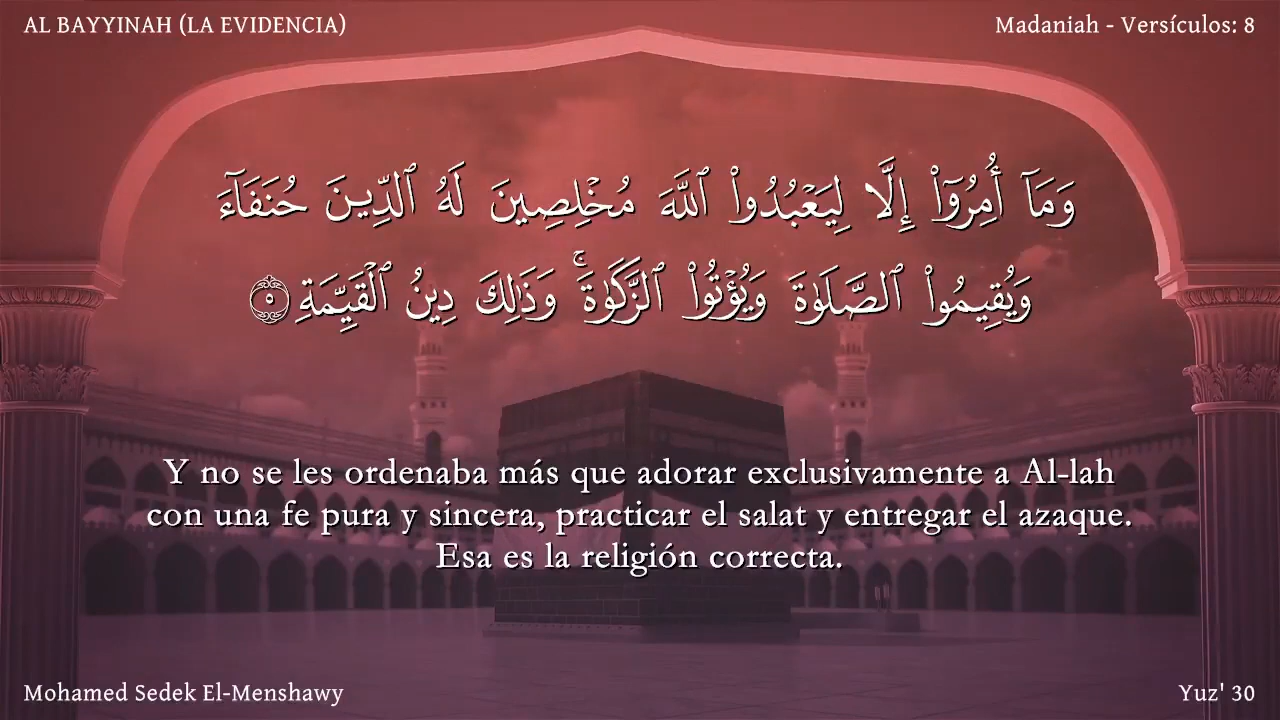 AL BAYYINAH (LA EVIDENCIA)
Madaniah - Versículos: 8
وَمَآ أُمِرُوٓا۟ إِلَّا لِيَعْبُدُوا۟ ٱللَّهَ مُخْلِصِينَ لَهُ ٱلدِّينَ حُنَفَآءَ
وَيُقِيمُوا۟ ٱلصَّلَوٰةَ وَيُؤْتُوا۟ ٱلزَّكَوٰةَ ۚ وَذَٰلِكَ دِينُ ٱلْقَيِّمَةِ ٥
Y no se les ordenaba más que adorar exclusivamente a Al-lah
con una fe pura y sincera, practicar el salat y entregar el azaque.
Esa es la religión correcta.
Mohamed Sedek El-Menshawy
Yuz' 30